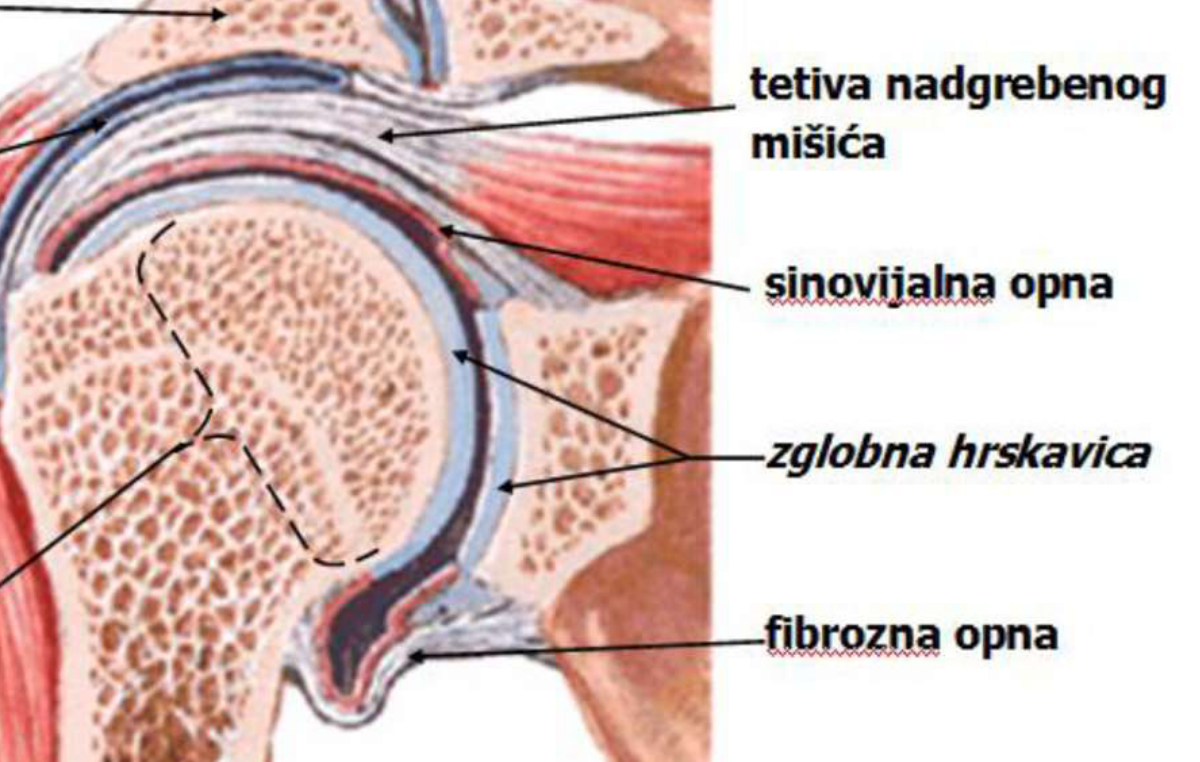 tetiva nadgrebenog
mišića
sinovijalna opna
zglobna hrskavica
fibrozna opna